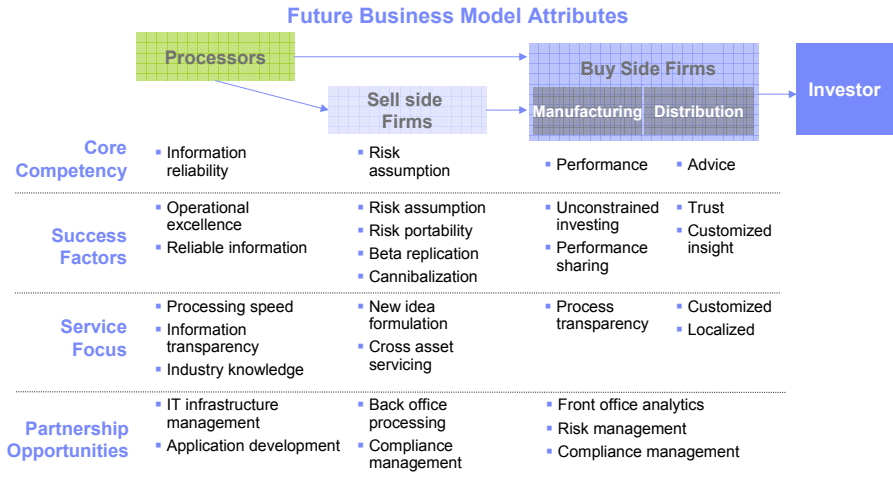 Future Business Model Attributes
Processors
Buy Side Firms
Investor
Sell side
Firms
Manufacturing
Distribution
Core
Competency
▪ Information
reliability
▪ Risk
assumption
▪ Performance
▪ Advice
Success
Factors
▪ Operational
excellence
▪ Reliable information
▪ Risk assumption
▪ Risk portability
▪ Beta replication
▪ Cannibalization
▪ Unconstrained
investing
▪ Performance
sharing
▪ Trust
▪ Customized
insight
Service
Focus
▪ Processing speed
▪ Information
transparency
▪ Industry knowledge
▪ New idea
formulation
▪ Cross asset
servicing
▪ Process
transparency
▪ Customized
▪ Localized
Partnership
Opportunities
▪ IT infrastructure
management
▪ Application development
▪ Back office
processing
▪ Compliance
management
▪ Front office analytics
▪ Risk management
▪ Compliance management